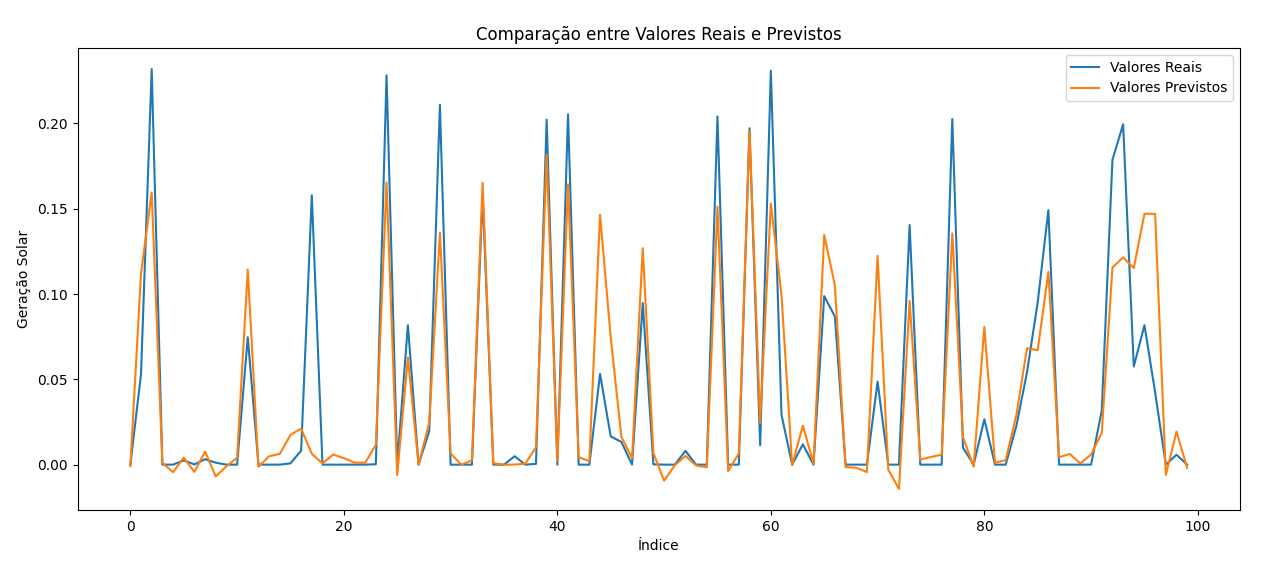 Comparação entre Valores Reais e Previstos
Valores Reais
Valores Previstos
Geração Solar
0.20
0.15
0.10
0.05
0.00
0
20
40
60
80
100
Índice